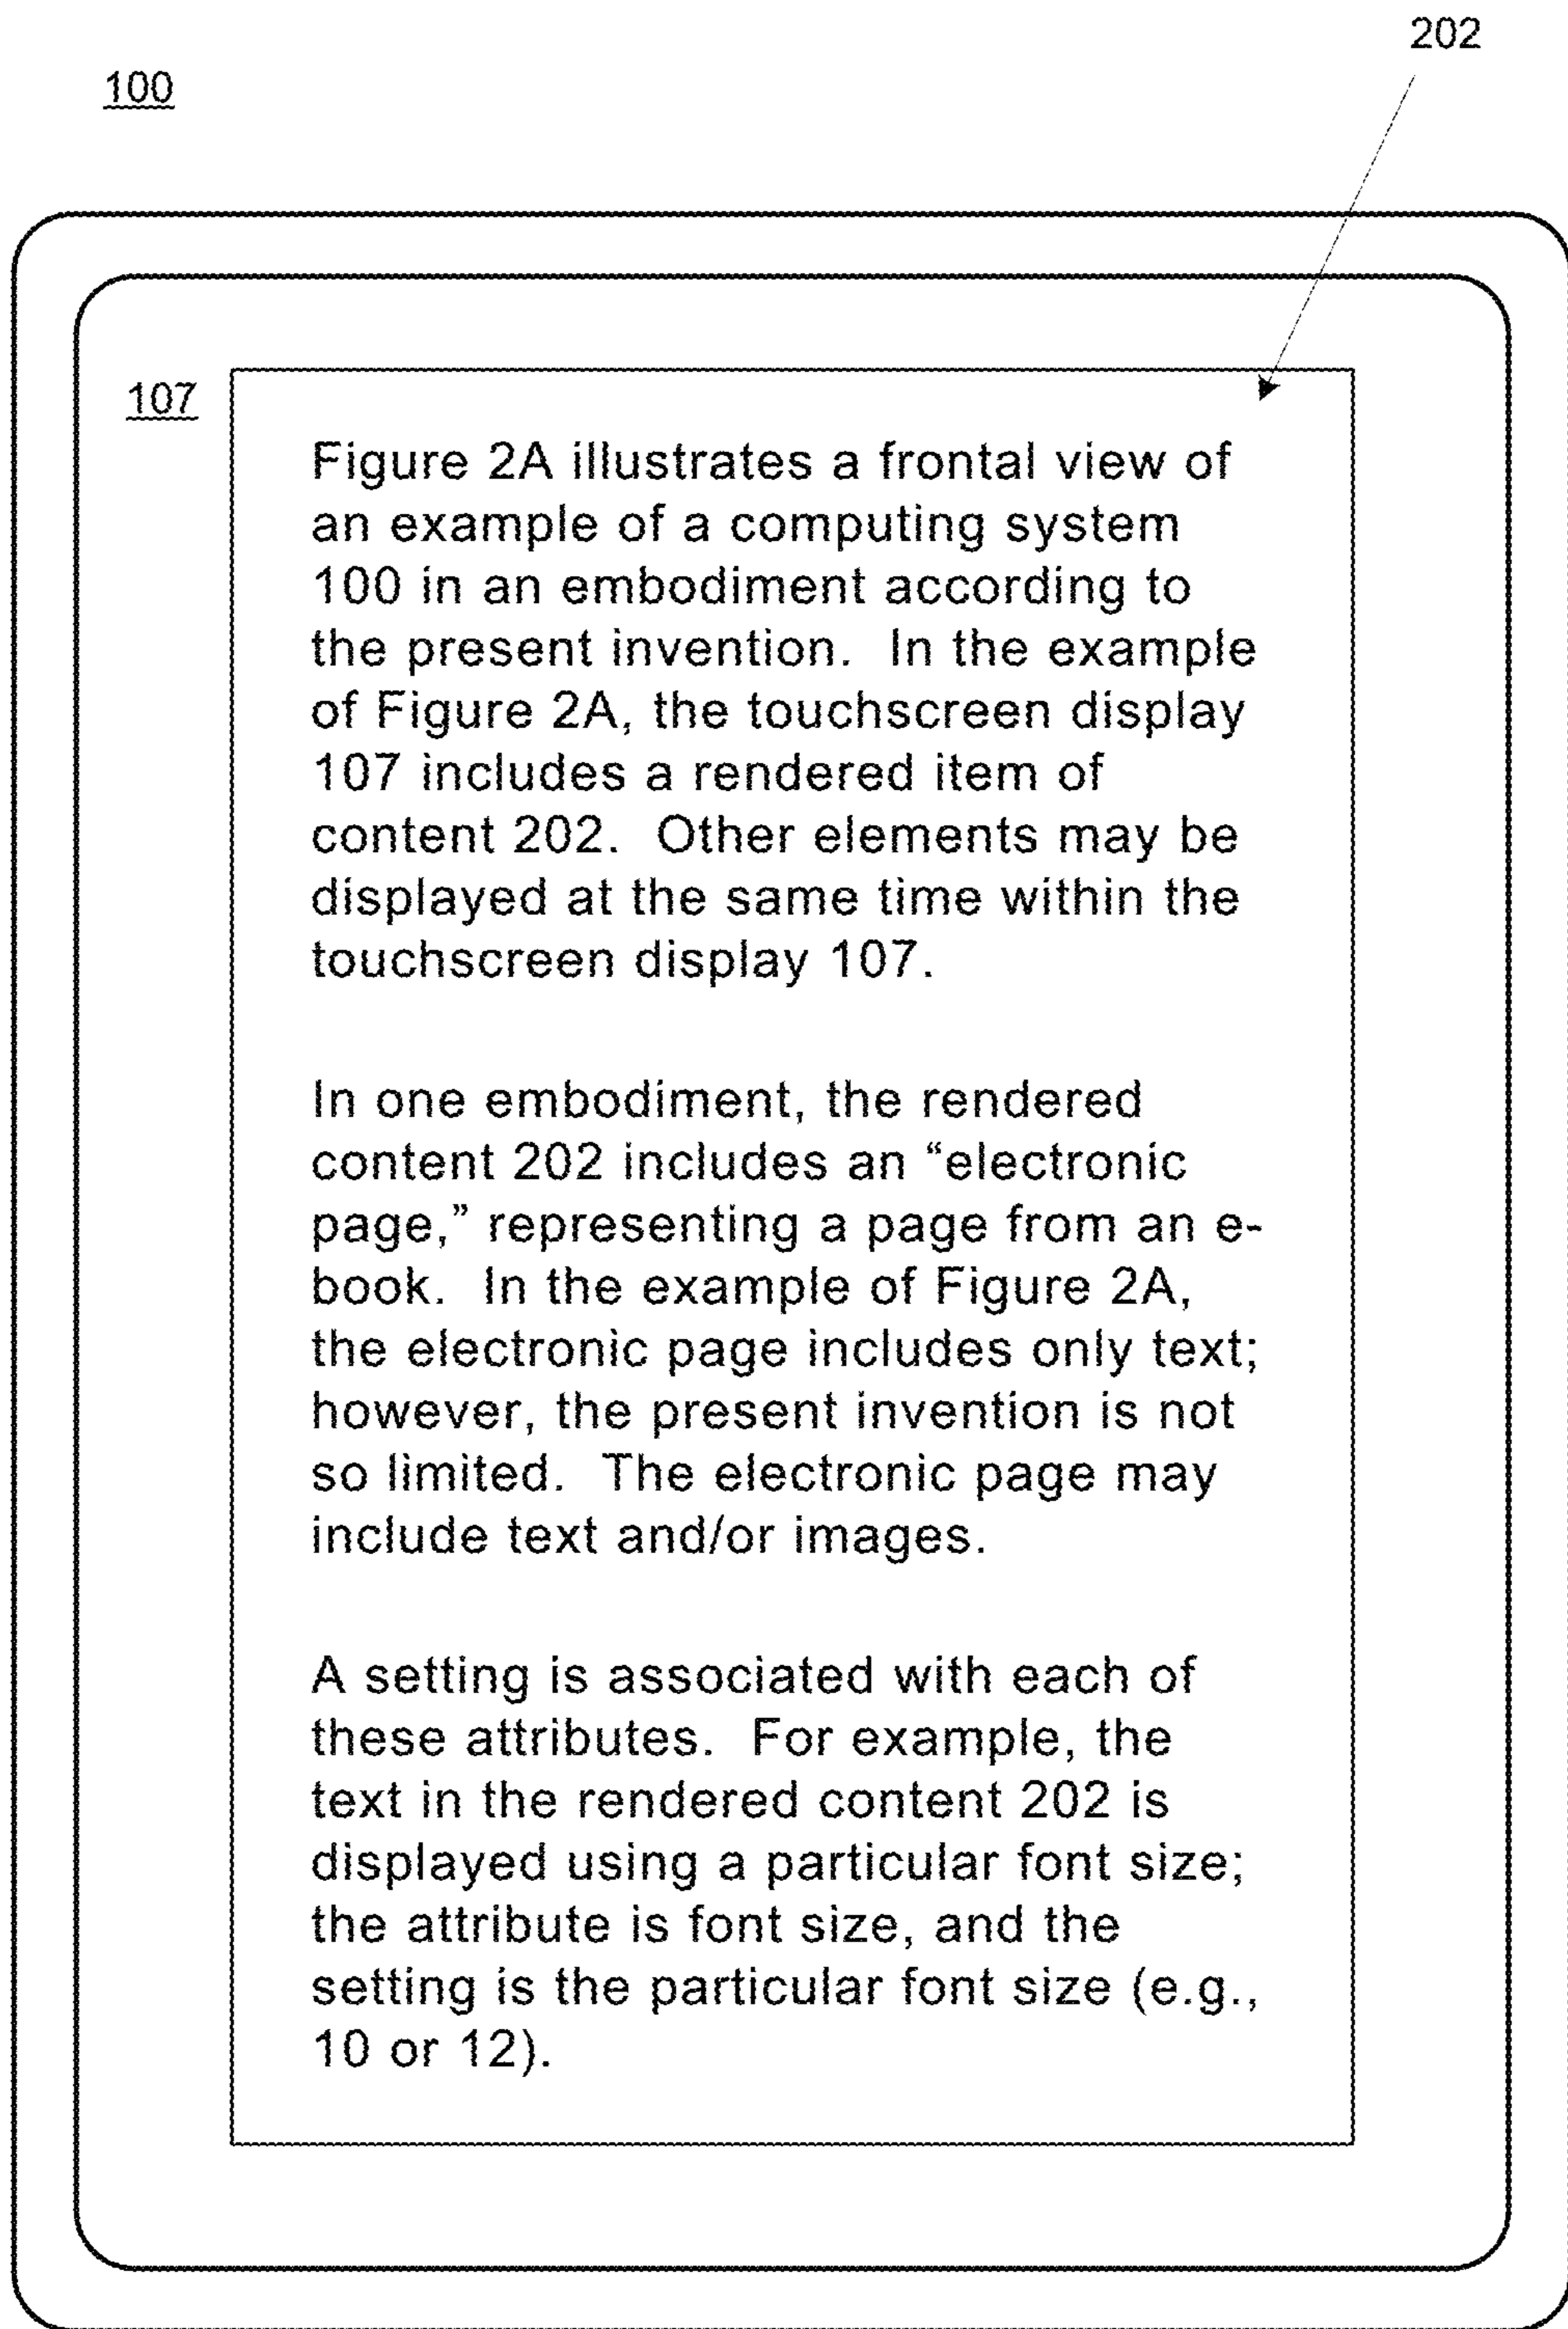 202
100
107
Figure 2A illustrates a frontal view of
an example of a computing system
100 in an embodiment according to
the present invention.  In the example
of Figure 2A, the touchscreen display
107 includes a rendered item of
content 202.  Other elements may be
displayed at the same time within the
touchscreen display 107.
In one embodiment, the rendered
content 202 includes an “electronic
page,” representing a page from an e-
book.  In the example of Figure 2A,
the electronic page includes only text;
however, the present invention is not
so limited.  The electronic page may
include text and/or images.
A setting is associated with each of
these attributes.  For example, the
text in the rendered content 202 is
displayed using a particular font size;
the attribute is font size, and the
setting is the particular font size (e.g.,
10 or 12).